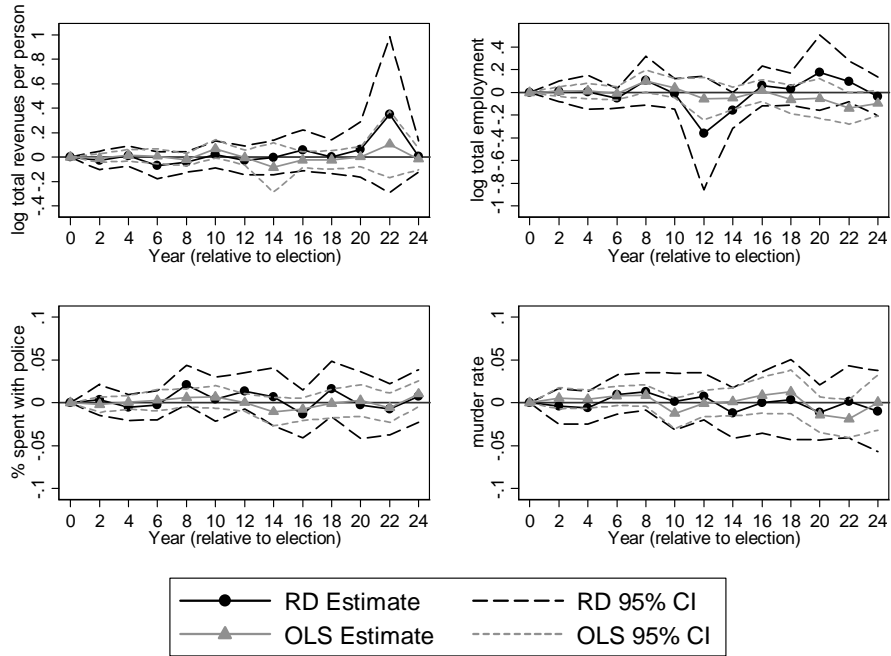 log total revenues per person
-.4 -.2 0 .2 .4 .6 .8 1
0 2 4 6 8 10 12 14 16 18 20 22 24
Year (relative to election)
log total employment
-1 -.8 -.6 -.4 -.2 0 .2 .4
0 2 4 6 8 10 12 14 16 18 20 22 24
Year (relative to election)
% spent with police
-.1 -.05 0 .05 .1
0 2 4 6 8 10 12 14 16 18 20 22 24
Year (relative to election)
murder rate
-.1 -.05 0 .05 .1
0 2 4 6 8 10 12 14 16 18 20 22 24
Year (relative to election)
RD Estimate RD 95% CI
OLS Estimate OLS 95% CI